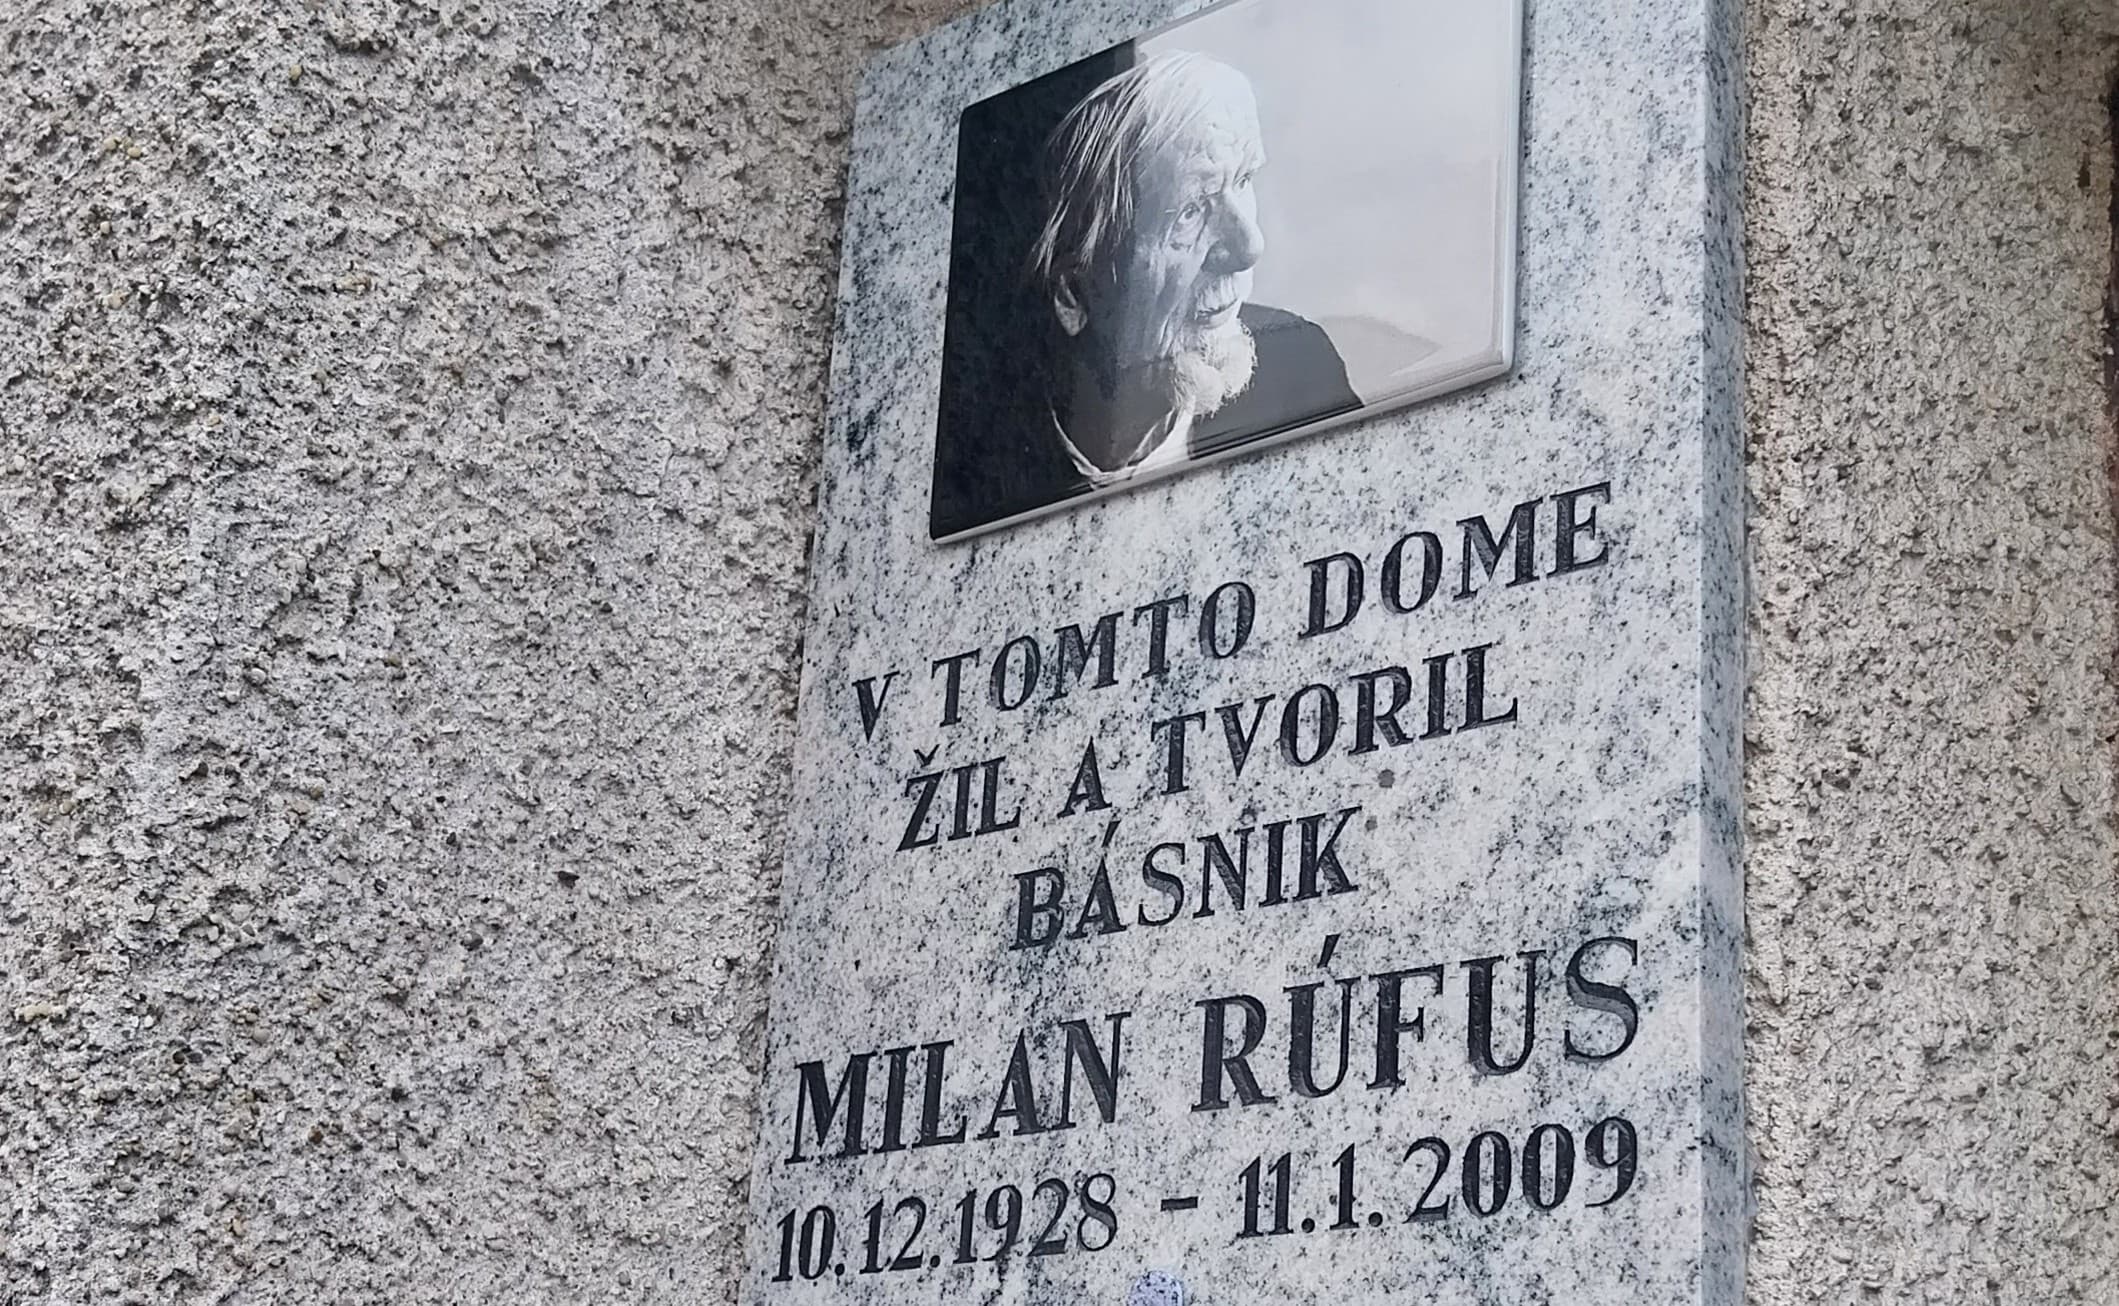 V TOMTO DOME
ŽIL A TVORIL
BÁSNIK
MILAN RÚFUS
10.12.1928 - 11.1.2009